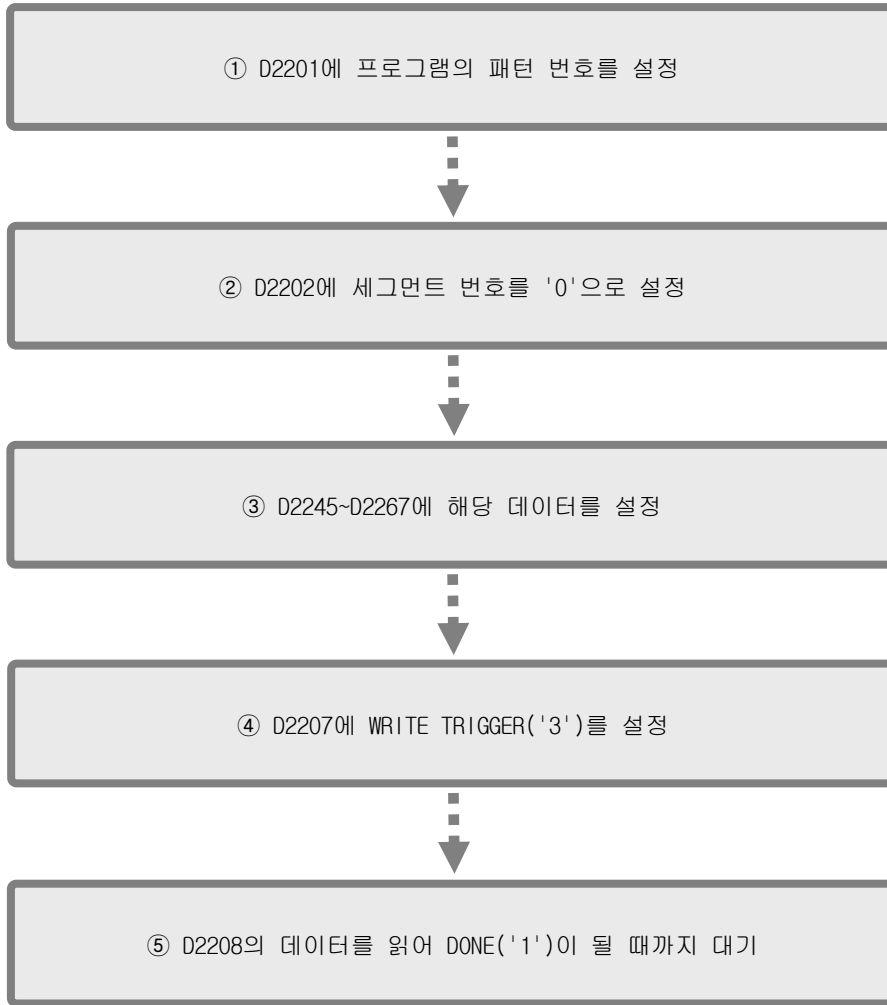 ① D2201에 프로그램의 패턴 번호를 설정
② D2202에 세그먼트 번호를 '0'으로 설정
③ D2245~D2267에 해당 데이터를 설정
④ D2207에 WRITE TRIGGER('3')를 설정
⑤ D2208의 데이터를 읽어 DONE('1')이 될 때까지 대기